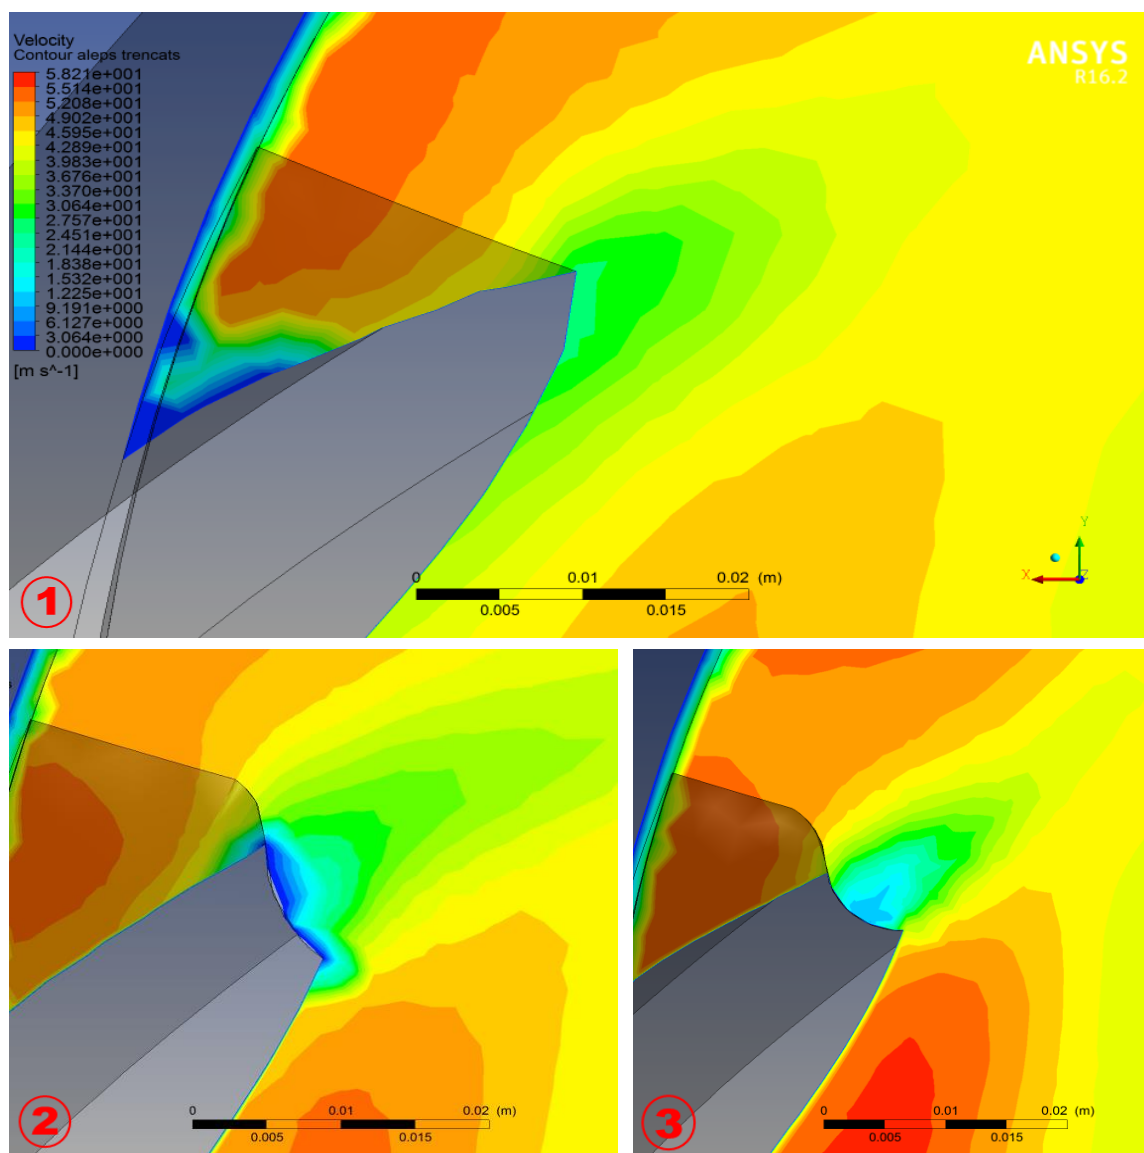 Velocity
Contour aleps trencats
5.821e+001
5.514e+001
5.208e+001
4.902e+001
4.595e+001
4.289e+001
3.983e+001
3.676e+001
3.370e+001
3.064e+001
2.757e+001
2.451e+001
2.144e+001
1.838e+001
1.532e+001
1.225e+001
9.191e+000
6.127e+000
3.064e+000
0.000e+000
[m s^-1]
ANSYS
R16.2
Y
X
Z
0 0.01 0.02 (m)
0.005 0.015
1
0 0.01 0.02 (m)
0.005 0.015
2
0 0.01 0.02 (m)
0.005 0.015
3